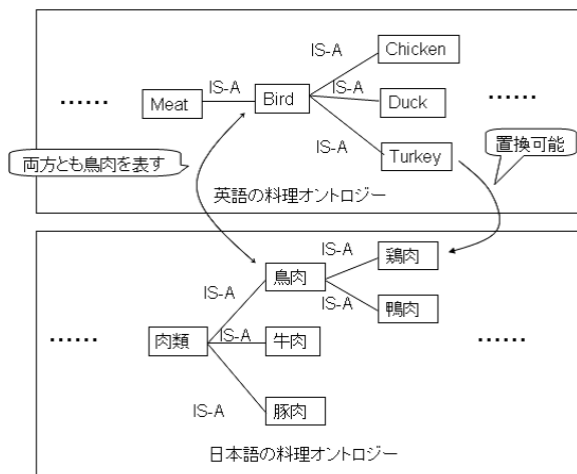 Chicken
IS-A
IS-A
IS-A
......
Meat
Bird
Duck
......
IS-A
Turkey
置換可能
両方とも鳥肉を表す
英語の料理オントロジー
IS-A
鶏肉
鳥肉
IS-A
IS-A
鴨肉
......
肉類
IS-A
牛肉
......
IS-A
豚肉
日本語の料理オントロジー